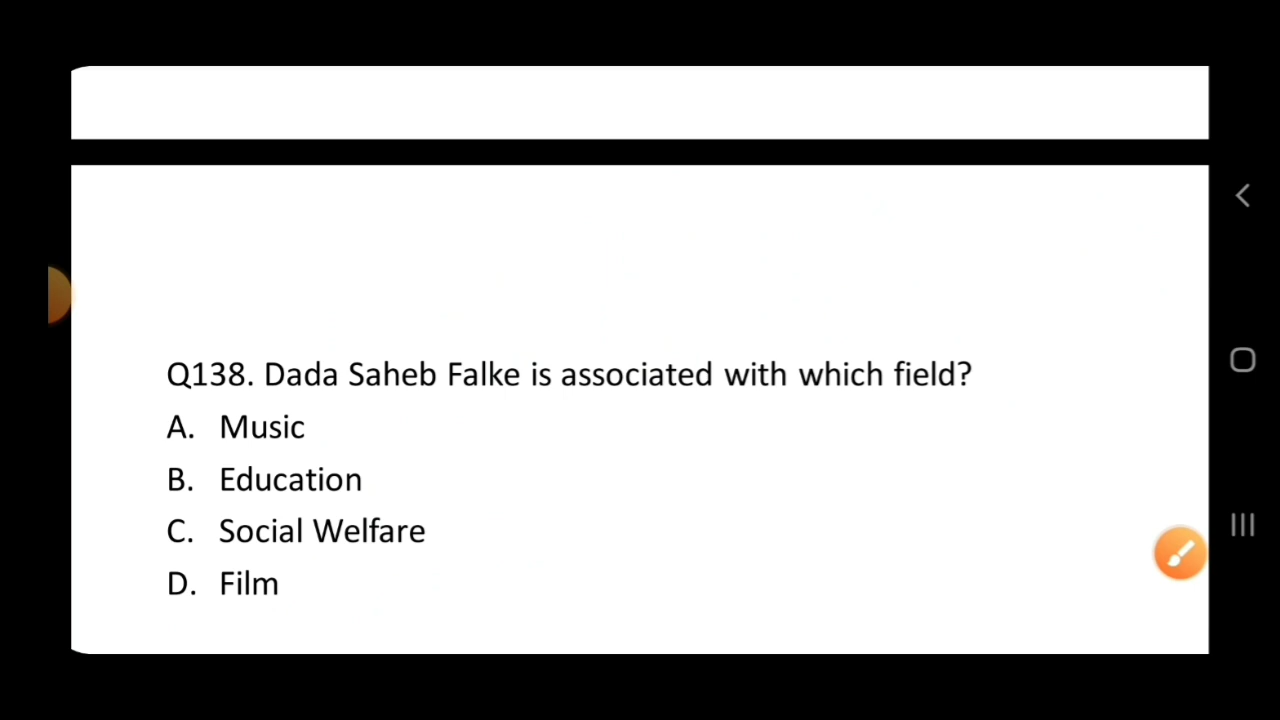 Q138. Dada Saheb Falke is associated with which field?
A. Music
B. Education
C. Social Welfare
D. Film